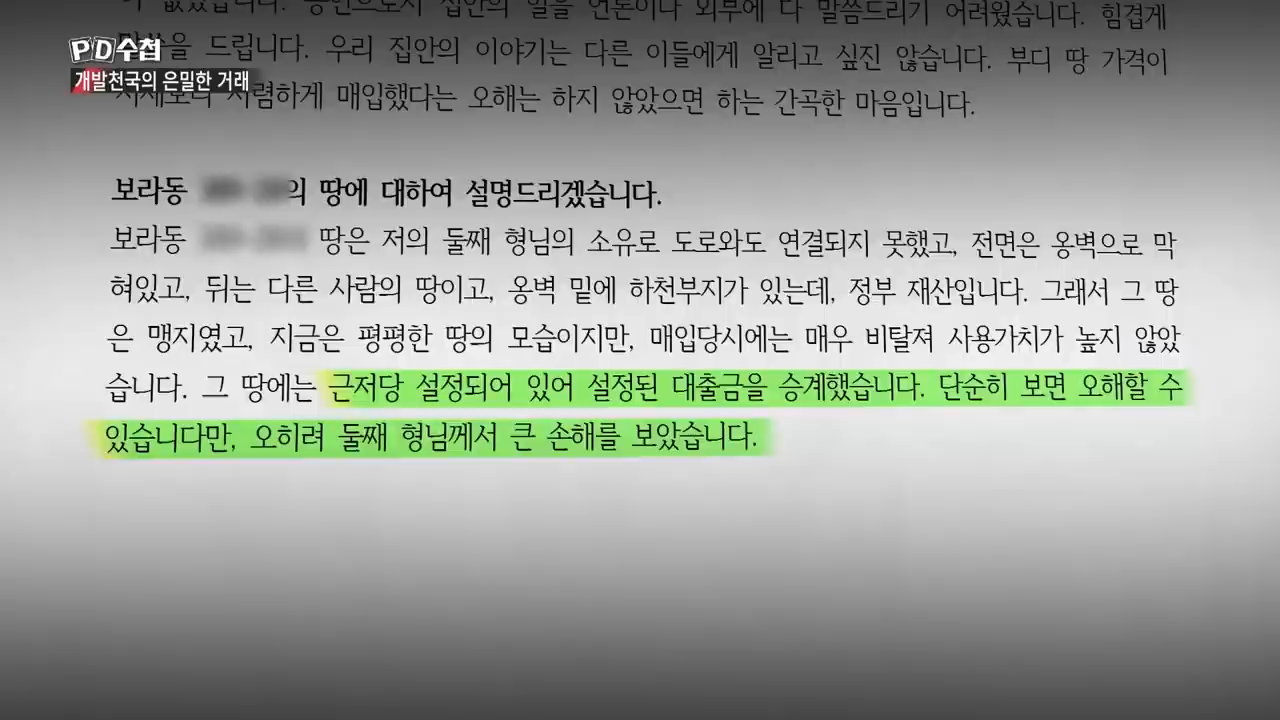 PD수첩
개발천국의 은밀한 거래
없었습니다. 공인으로서 집안의 일을 언론이나 외부에 다 말씀드리기 어려웠습니다. 힘겹게
말씀을 드립니다. 우리 집안의 이야기는 다른 이들에게 알리고 싶진 않습니다. 부디 땅 가격이
시세보다 저렴하게 매입했다는 오해는 하지 않았으면 하는 간곡한 마음입니다.
보라동 의 땅에 대하여 설명드리겠습니다.
보라동 땅은 저의 둘째 형님의 소유로 도로와도 연결되지 못했고, 전면은 옹벽으로 막
혀있고, 뒤는 다른 사람의 땅이고, 옹벽 밑에 하천부지가 있는데, 정부 재산입니다. 그래서 그 땅
은 맹지였고, 지금은 평평한 땅의 모습이지만, 매입당시에는 매우 비탈져 사용가치가 높지 않았
습니다. 그 땅에는 근저당 설정되어 있어 설정된 대출금을 승계했습니다. 단순히 보면 오해할 수
있습니다만, 오히려 둘째 형님께서 큰 손해를 보았습니다.